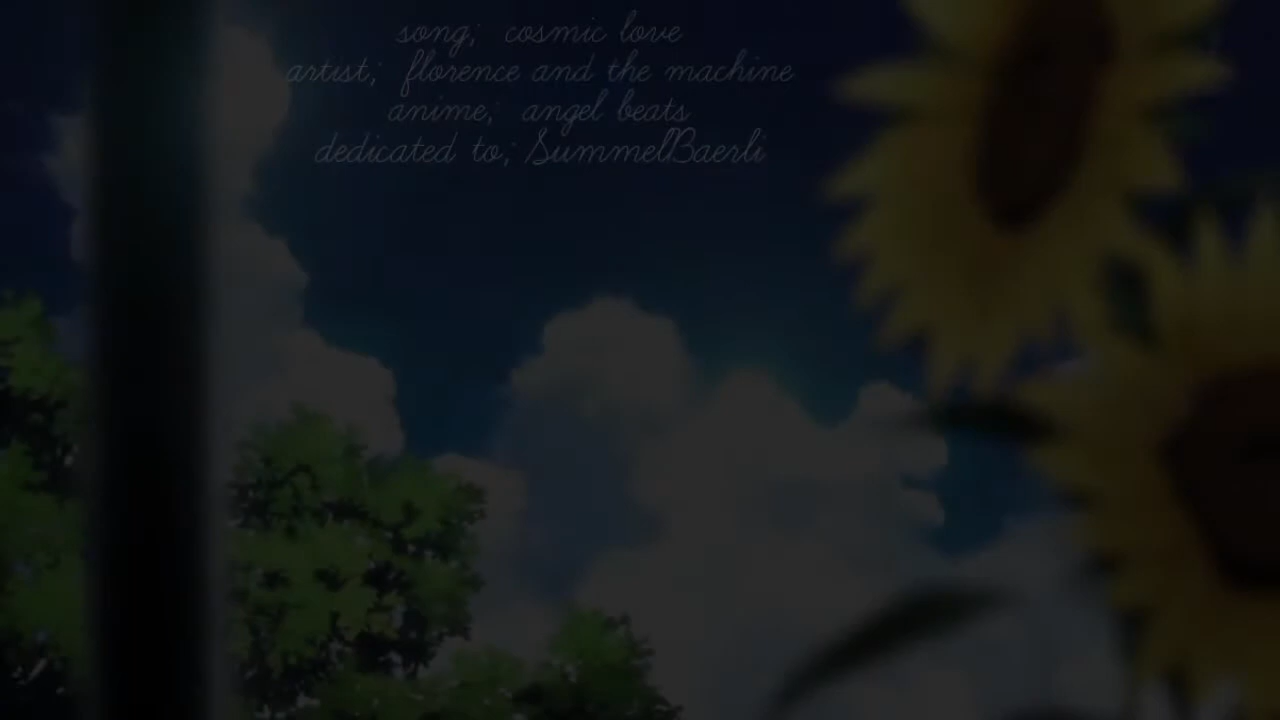 song; cosmic love
artist; florence and the machine
anime; angel beats
dedicated to; SummelBaerli